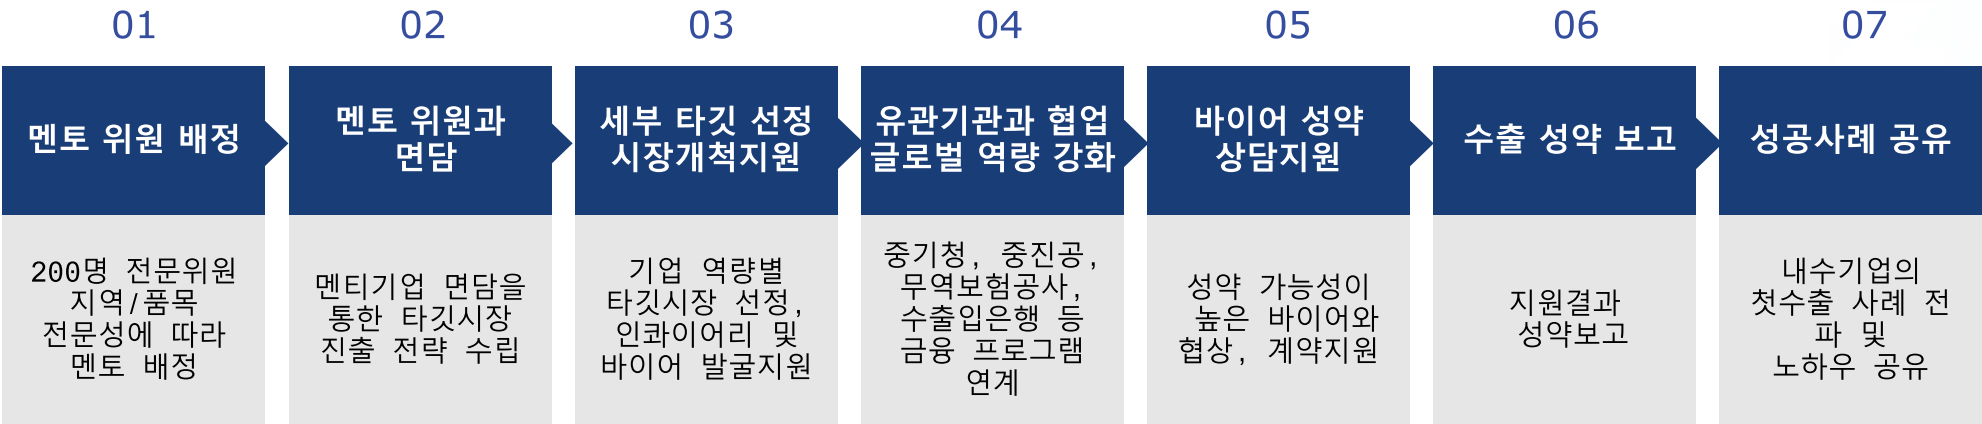 01
멘토 위원 배정
200명 전문위원
지역/품목
전문성에 따라
멘토 배정
02
멘토 위원과
면담
멘티기업 면담을
통한 타깃시장
진출 전략 수립
03
세부 타깃 선정
시장개척지원
기업 역량별
타깃시장 선정,
인콰이어리 및
바이어 발굴지원
04
유관기관과 협업
글로벌 역량 강화
중기청, 중진공,
무역보험공사,
수출입은행 등
금융 프로그램
연계
05
바이어 성약
상담지원
성약 가능성이
높은 바이어와
협상, 계약지원
06
수출 성약 보고
지원결과
성약보고
07
성공사례 공유
내수기업의
첫수출 사례 전
파 및
노하우 공유